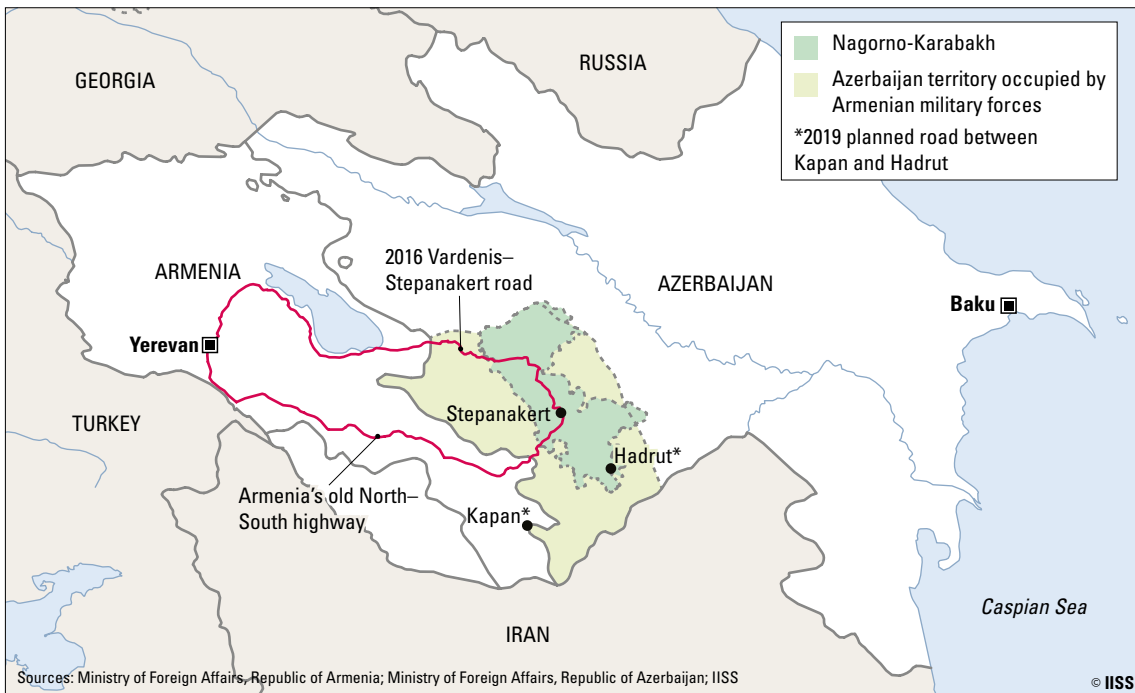 GEORGIA
RUSSIA
Nagorno-Karabakh
Azerbaijan territory occupied by
Armenian military forces
*2019 planned road between
Kapan and Hadrut
2016 Vardenis–
Stepanakert road
ARMENIA
AZERBAIJAN
Baku
Yerevan
TURKEY
Stepanakert
Hadrut*
Armenia's old North–
South highway
Kapan*
Caspian Sea
IRAN
Sources: Ministry of Foreign Affairs, Republic of Armenia; Ministry of Foreign Affairs, Republic of Azerbaijan; IISS
© IISS